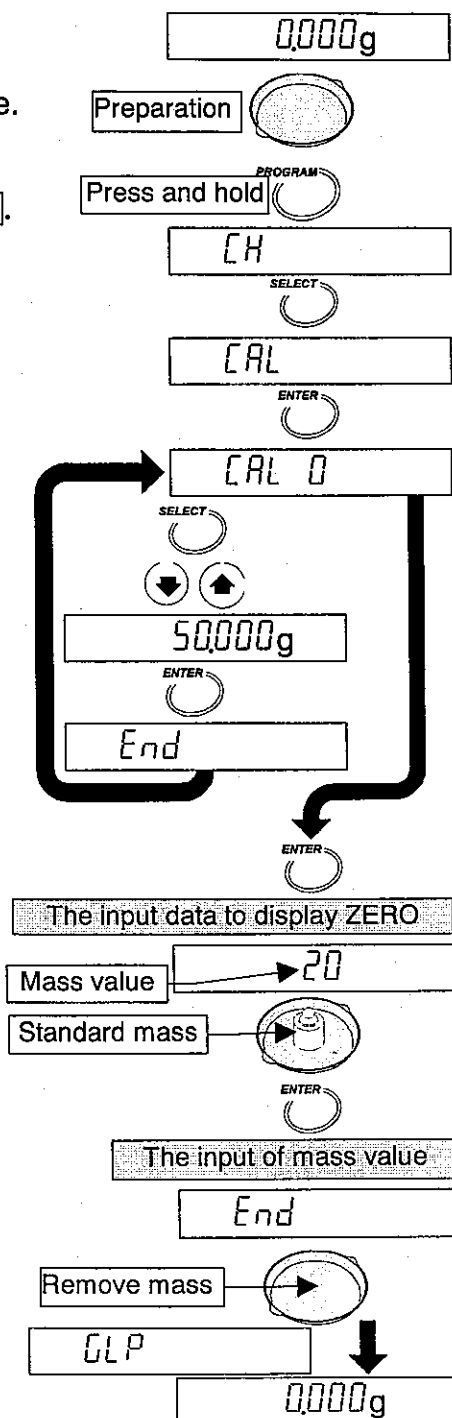 0.000g
e.
Preparation
PROGRAM
Press and hold
].
CH
SELECT
CAL
ENTER
CAL 0
SELECT
50.000g
ENTER
End
ENTER
The input data to display ZERO
20
Mass value
Standard mass
ENTER
The input of mass value
End
Remove mass
GLP
0.000g